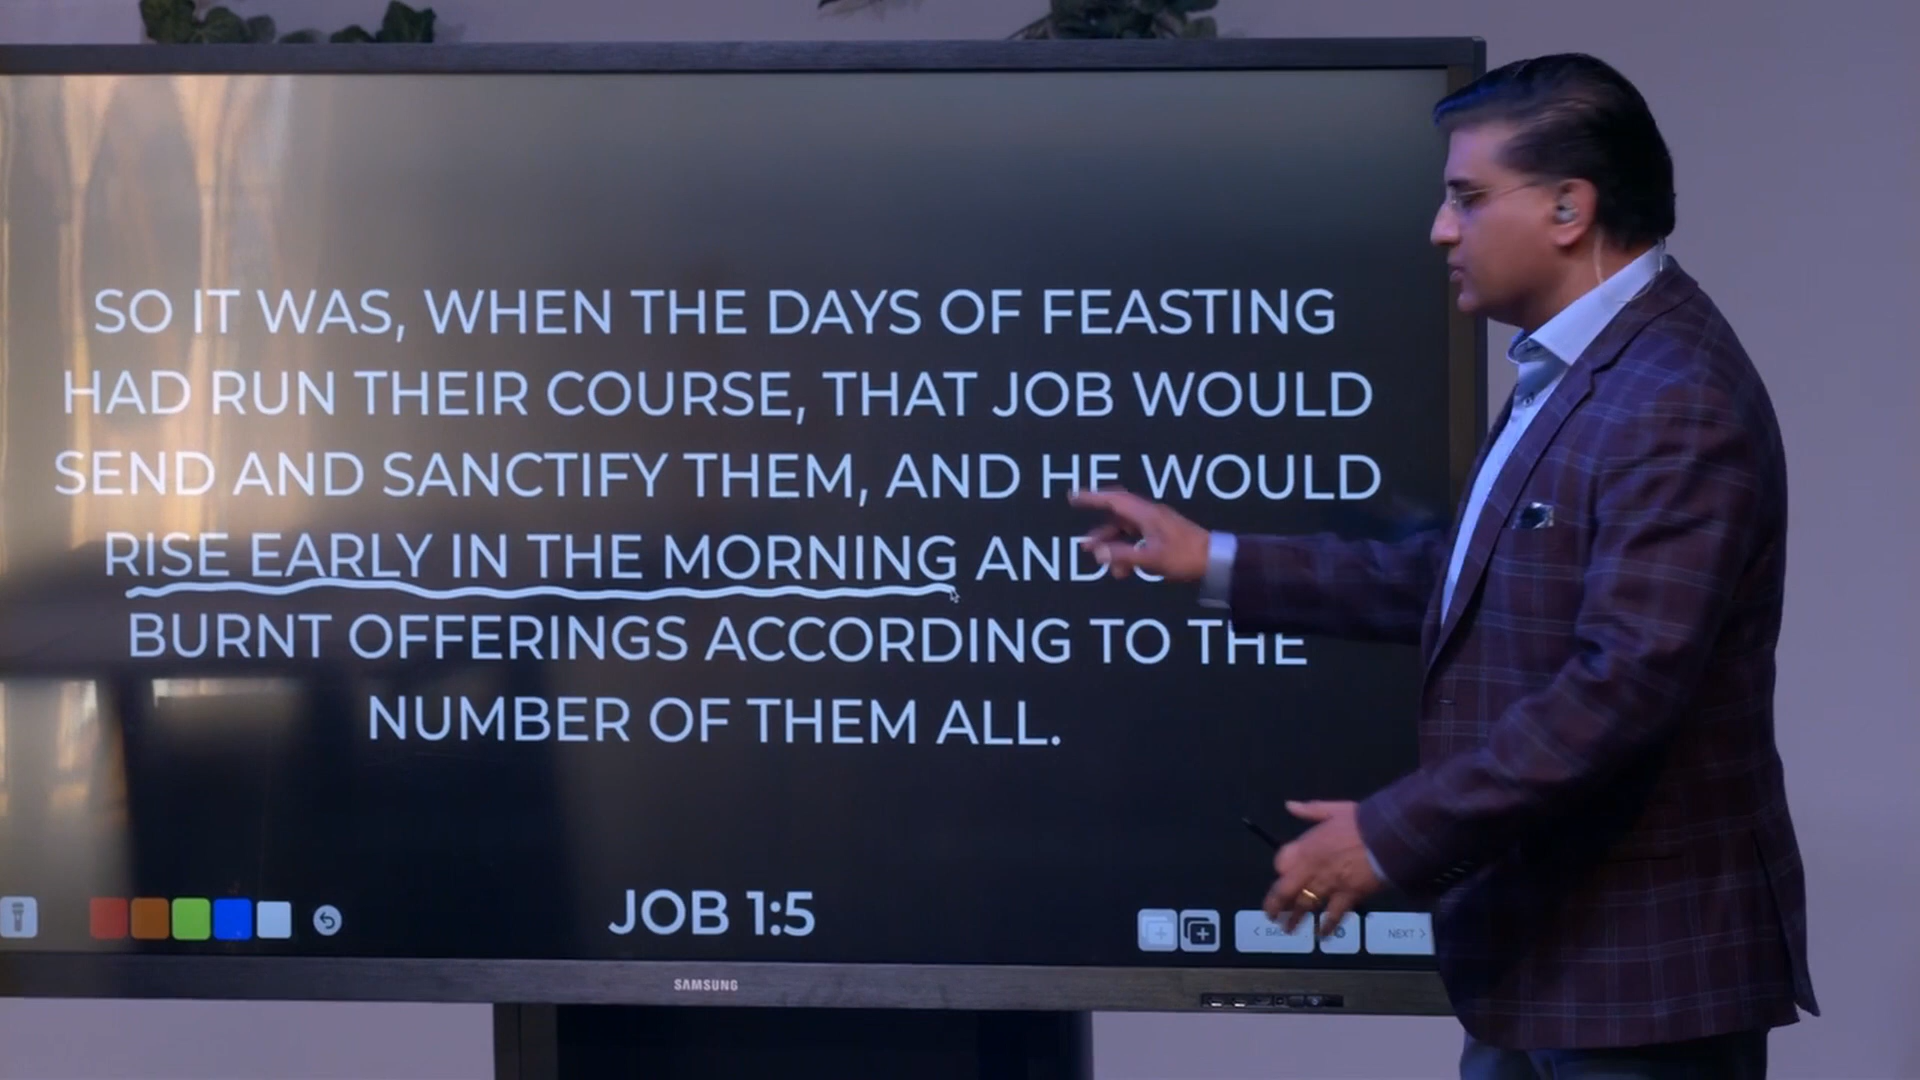 SO IT WAS, WHEN THE DAYS OF FEASTING
HAD RUN THEIR COURSE, THAT JOB WOULD
SEND AND SANCTIFY THEM, AND HE WOULD
RISE EARLY IN THE MORNING AND
BURNT OFFERINGS ACCORDING TO THE
NUMBER OF THEM ALL.
JOB 1:5
NEXT >
SAMSUNG